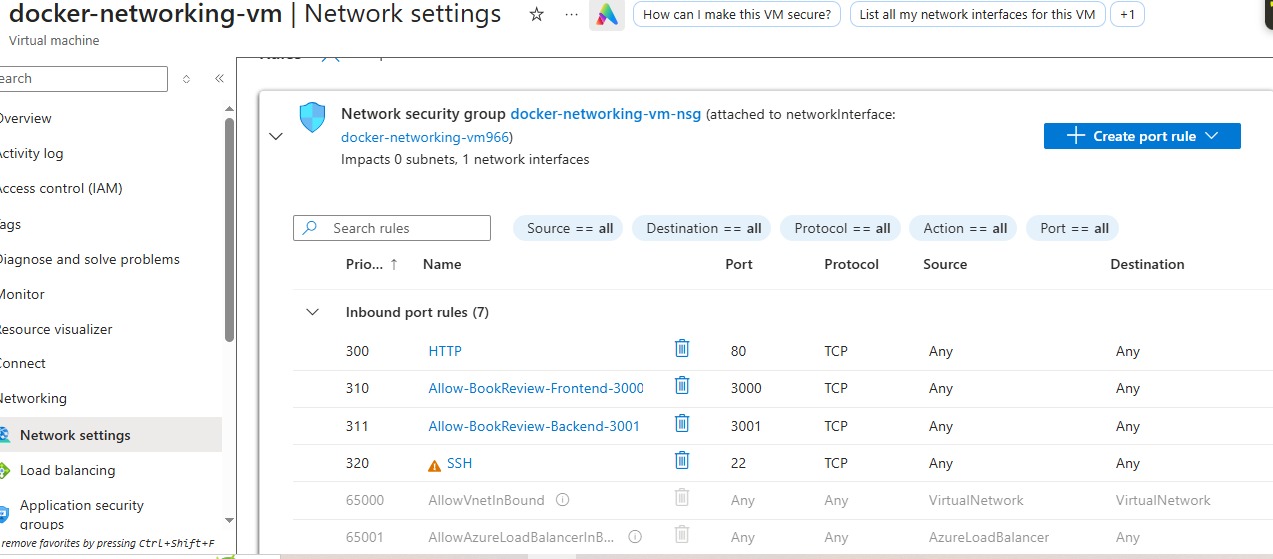 docker-networking-vm | Network settings
How can I make this VM secure?
List all my network interfaces for this VM
+1
Virtual machine
earch
Overview
Activity log
Access control (IAM)
Tags
Diagnose and solve problems
Monitor
Resource visualizer
Connect
Networking
Network settings
Load balancing
Application security
groups
remove favorites by pressing Ctrl+Shift+F
Network security group docker-networking-vm-nsg (attached to networkInterface:
docker-networking-vm966)
Impacts 0 subnets, 1 network interfaces
Create port rule
Search rules
Source == all
Destination == all
Protocol == all
Action == all
Port == all
Prio... ↑ Name Port Protocol Source Destination
Inbound port rules (7)
300 HTTP 80 TCP Any Any
310 Allow-BookReview-Frontend-3000 3000 TCP Any Any
311 Allow-BookReview-Backend-3001 3001 TCP Any Any
320 SSH 22 TCP Any Any
65000 AllowVnetInBound Any Any VirtualNetwork VirtualNetwork
65001 AllowAzureLoadBalancerInB... Any Any AzureLoadBalancer Any